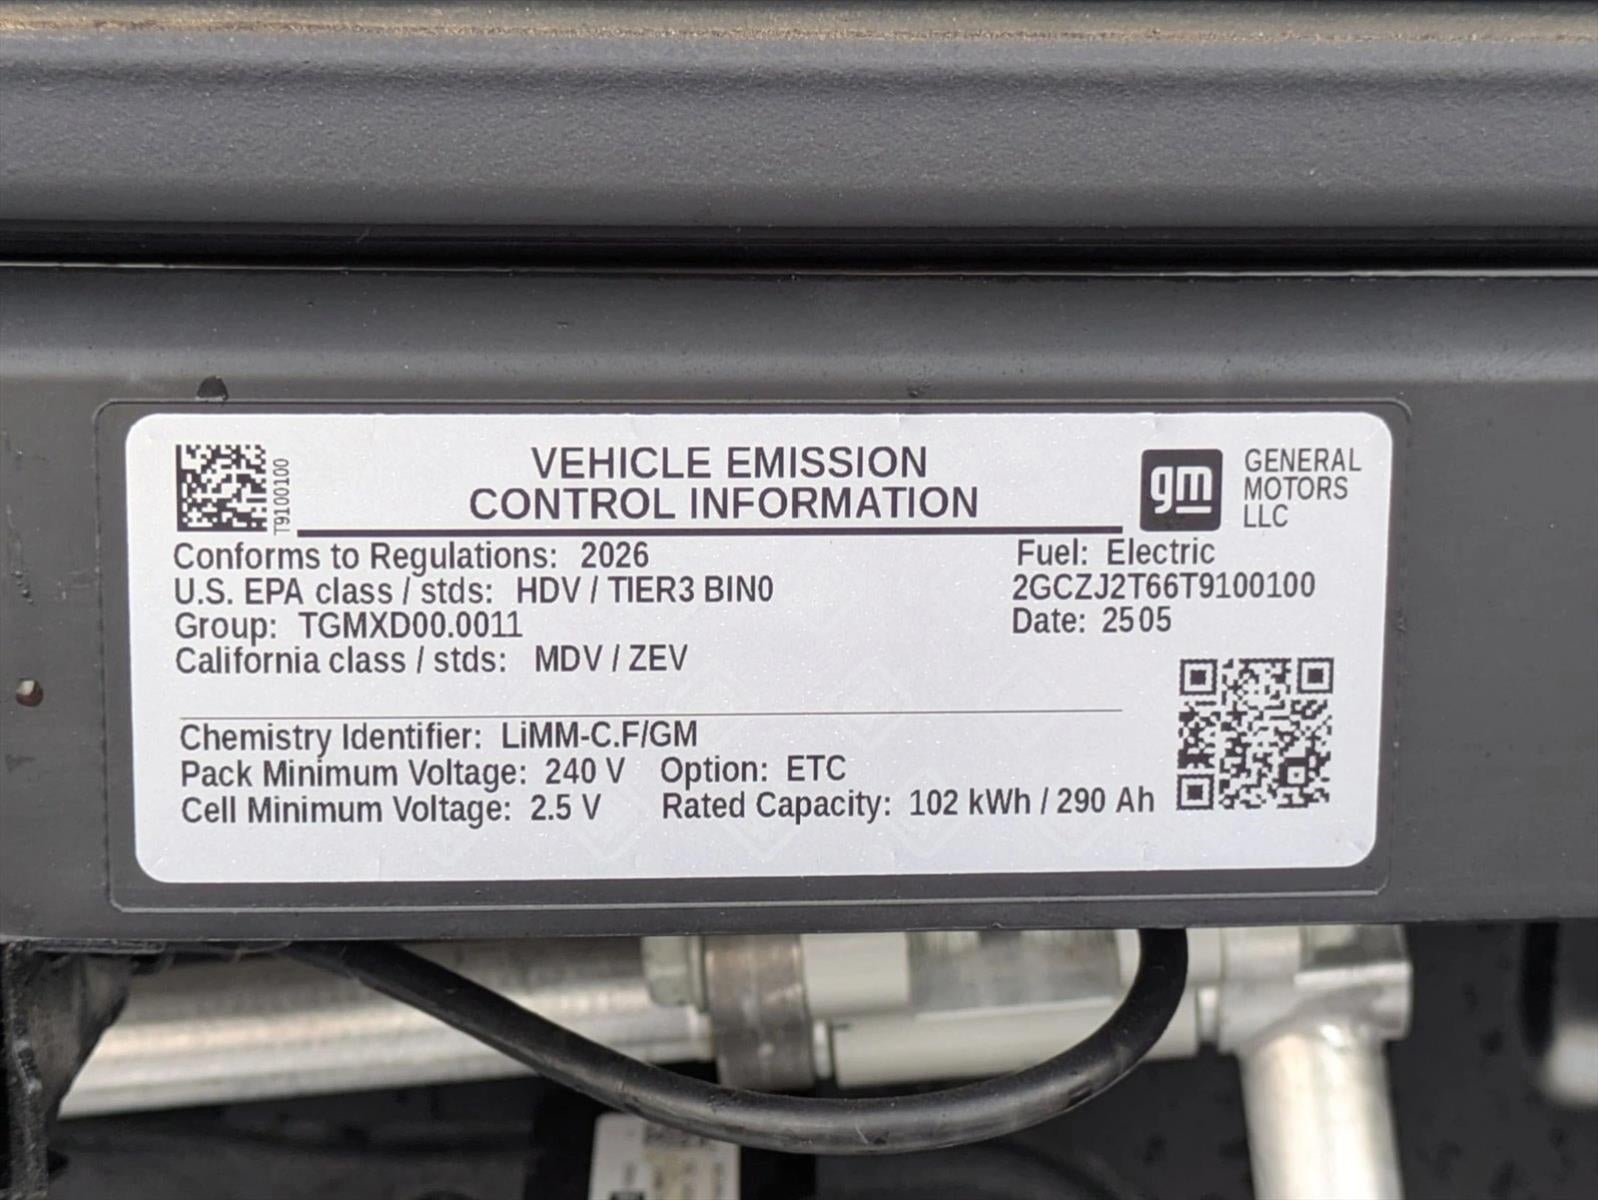 T9100100
VEHICLE EMISSION
CONTROL INFORMATION
gm
GENERAL
MOTORS
LLC
Conforms to Regulations: 2026
Fuel: Electric
U.S. EPA class / stds: HDV / TIER3 BIN0
2GCZJ2T66T9100100
Group: TGMXD00.0011
Date: 2505
California class / stds: MDV / ZEV
Chemistry Identifier: LiMM-C.F/GM
Pack Minimum Voltage: 240 V Option: ETC
Cell Minimum Voltage: 2.5 V Rated Capacity: 102 kWh / 290 Ah